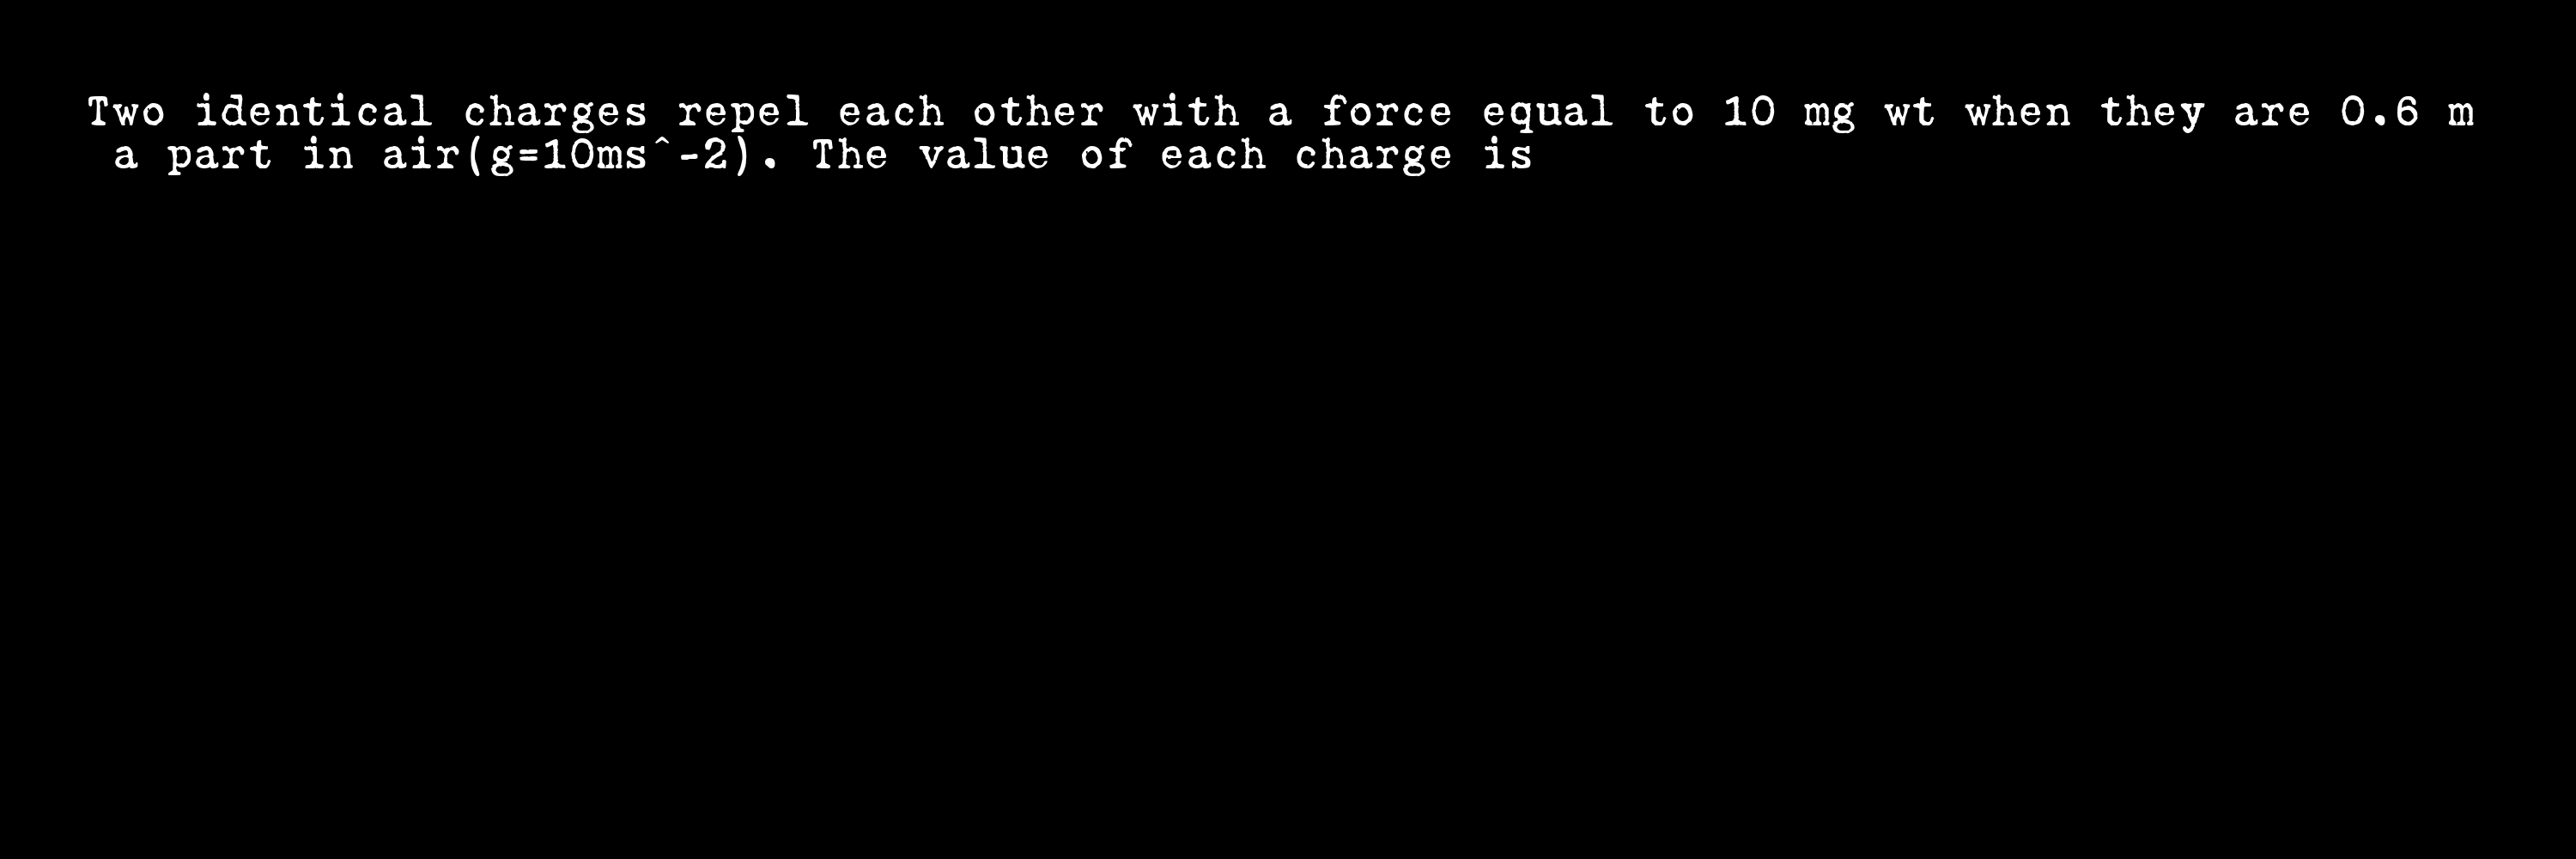 Two identical charges repel each other with a force equal to 10 mg wt when they are 0.6 m
a part in air(g=10ms^-2). The value of each charge is